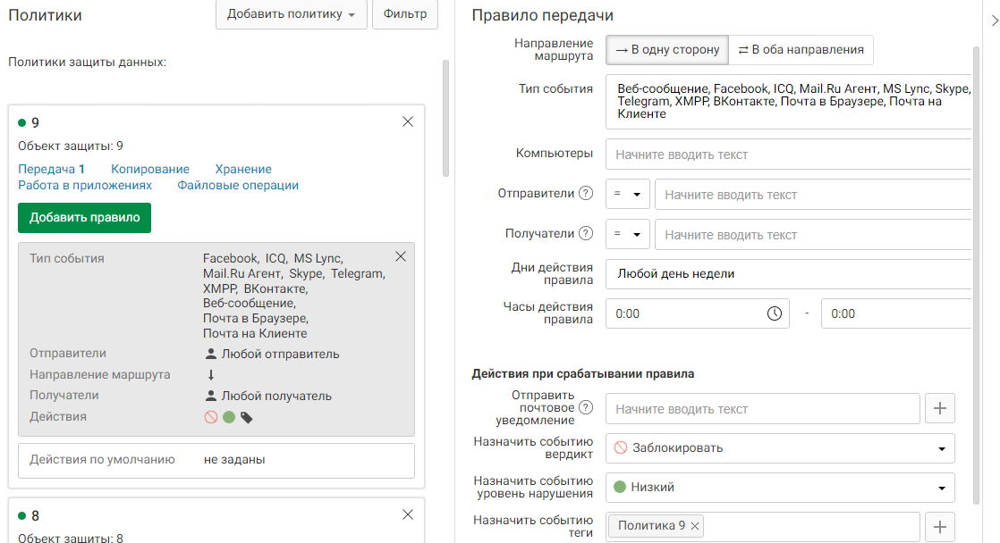 Политики
Добавить политику
Фильтр
Политики защиты данных:
9
Объект защиты: 9
Передача 1 Копирование Хранение
Работа в приложениях Файловые операции
Добавить правило
Тип события
Facebook, ICQ, MS Lync,
Mail.Ru Агент, Skype, Telegram,
XMPP, ВКонтакте,
Веб-сообщение,
Почта в Браузере,
Почта на Клиенте
Отправители Любой отправитель
Направление маршрута
Получатели Любой получатель
Действия
Действия по умолчанию не заданы
8
Объект защиты: 8
Правило передачи
Направление
маршрута
→ В одну сторону ⇄ В оба направления
Тип события
Веб-сообщение, Facebook, ICQ, Mail.Ru Агент, MS Lync, Skype,
Telegram, XMPP, ВКонтакте, Почта в Браузере, Почта на
Клиенте
Компьютеры Начните вводить текст
Отправители ? = Начните вводить текст
Получатели ? = Начните вводить текст
Дни действия
правила
Любой день недели
Часы действия
правила
0:00 - 0:00
Действия при срабатывании правила
Отправить
почтовое ?
уведомление
Начните вводить текст
Назначить событию
вердикт
Заблокировать
Назначить событию
уровень нарушения
Низкий
Назначить событию
теги
Политика 9